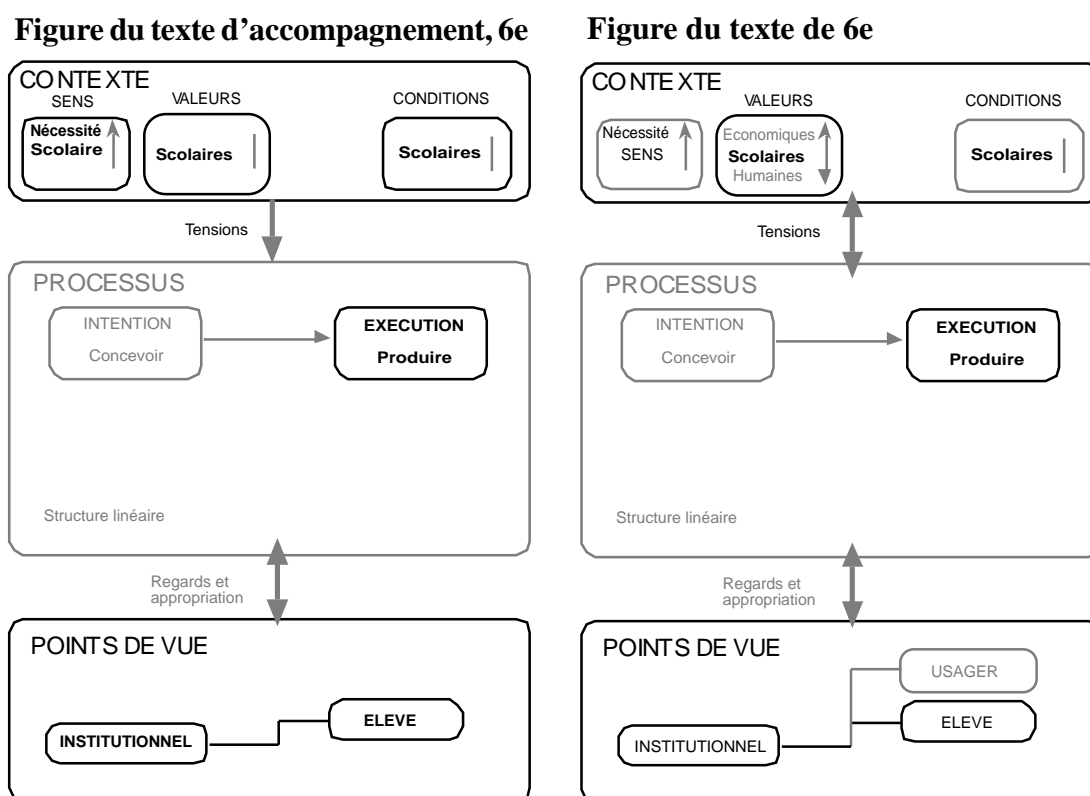 Figure du texte d'accompagnement, 6e
CONTEXTE
SENS
VALEURS
CONDITIONS
Nécessité
Scolaire
Scolaires
Scolaires
Tensions
PROCESSUS
INTENTION
Concevoir
EXECUTION
Produire
Structure linéaire
Regards et
appropriation
POINTS DE VUE
INSTITUTIONNEL
ELEVE
Figure du texte de 6e
CONTEXTE
VALEURS
CONDITIONS
Nécessité
SENS
Economiques
Scolaires
Humaines
Scolaires
Tensions
PROCESSUS
INTENTION
Concevoir
EXECUTION
Produire
Structure linéaire
Regards et
appropriation
POINTS DE VUE
USAGER
ELEVE
INSTITUTIONNEL